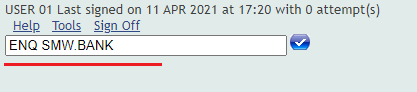 USER 01 Last signed on 11 APR 2021 at 17:20 with 0 attempt(s)
Help Tools Sign Off
ENQ SMW.BANK